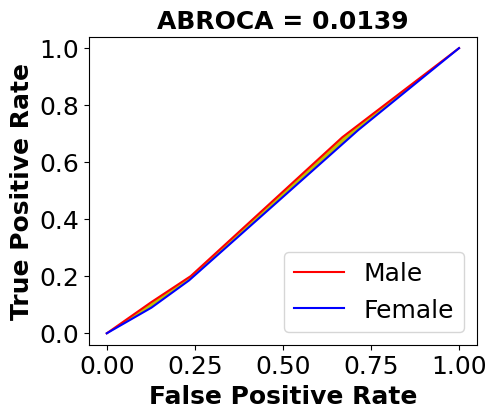 ABROCA = 0.0139
True Positive Rate
1.0
0.8
0.6
0.4
0.2
0.0
Male
Female
0.00 0.25 0.50 0.75 1.00
False Positive Rate